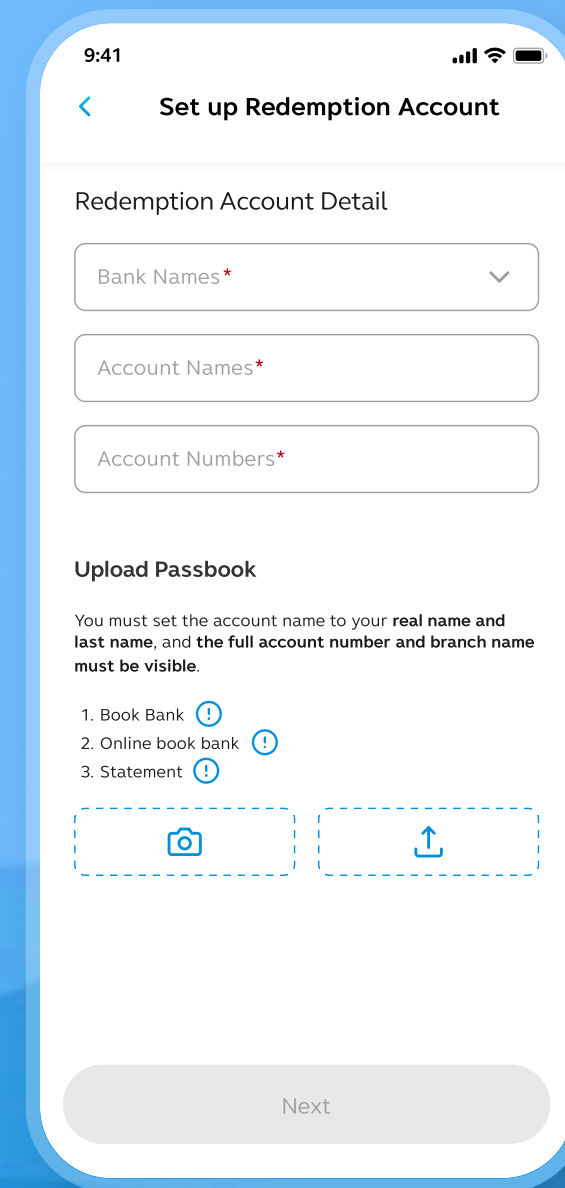 9:41
Set up Redemption Account
Redemption Account Detail
Bank Names*
Account Names*
Account Numbers*
Upload Passbook
You must set the account name to your real name and
last name, and the full account number and branch name
must be visible.
1. Book Bank
2. Online book bank
3. Statement
Next